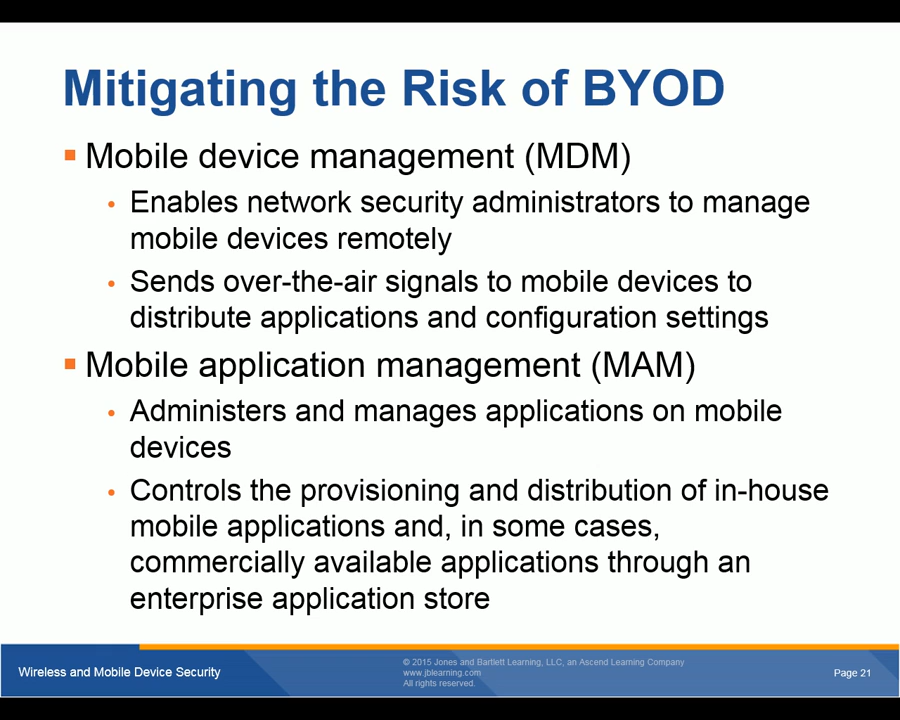 Mitigating the Risk of BYOD
Mobile device management (MDM)
Enables network security administrators to manage
mobile devices remotely
Sends over-the-air signals to mobile devices to
distribute applications and configuration settings
Mobile application management (MAM)
Administers and manages applications on mobile
devices
Controls the provisioning and distribution of in-house
mobile applications and, in some cases,
commercially available applications through an
enterprise application store
Wireless and Mobile Device Security
© 2015 Jones and Bartlett Learning, LLC, an Ascend Learning Company
www.jblearning.com
All rights reserved.
Page 21